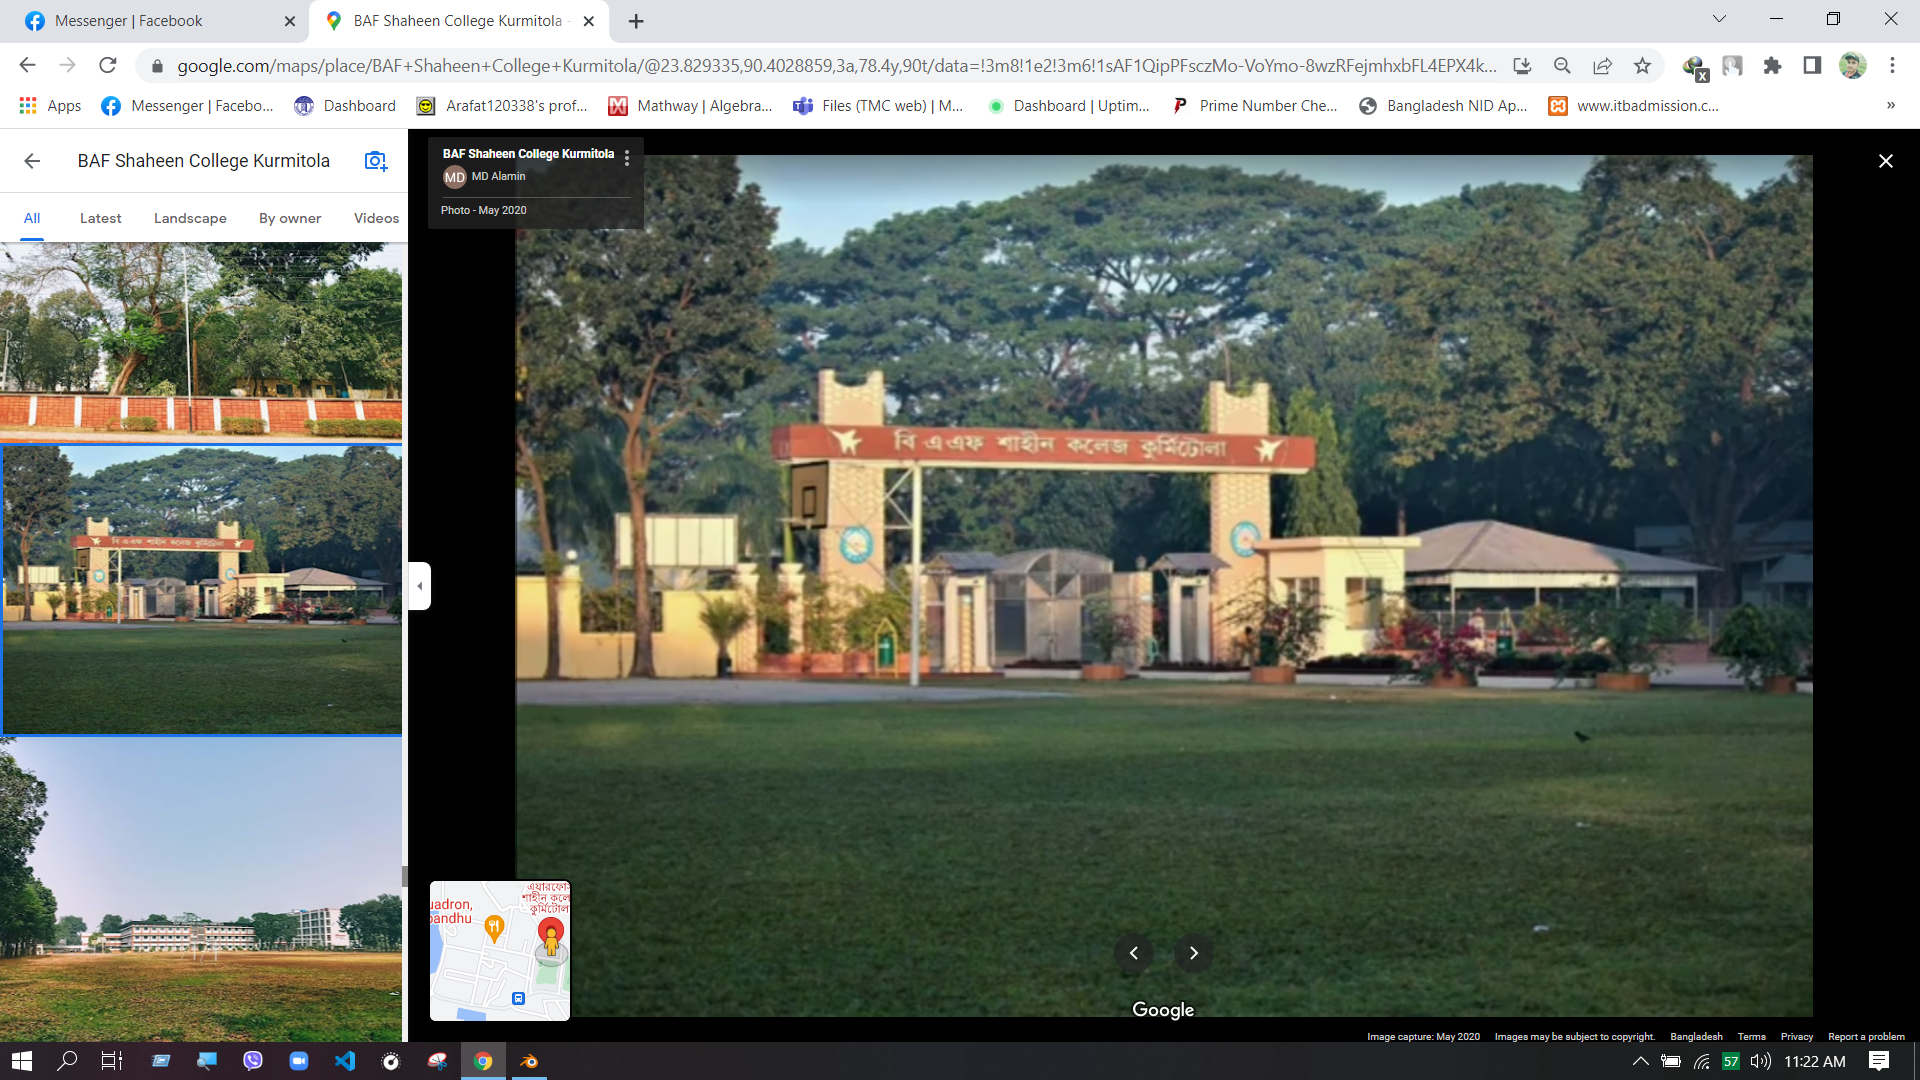 Messenger | Facebook
BAF Shaheen College Kurmitola -
google.com/maps/place/BAF+Shaheen+College+Kurmitola/@23.829335,90.4028859,3a,78.4y,90t/data=!3m8!1e2!3m6!1sAF1QipPFsczMo-VoYmo-8wzRFejmhxbFL4EPX4k...
X
Apps
Messenger | Facebo...
Dashboard
Arafat120338's prof...
Mathway | Algebra...
Files (TMC web) | M...
Dashboard | Uptim...
Prime Number Che...
Bangladesh NID Ap...
www.itbadmission.c...
»
BAF Shaheen College Kurmitola
All
Latest
Landscape
By owner
Videos
BAF Shaheen College Kurmitola
MD
MD Alamin
Photo - May 2020
বি এ এফ শাহীন কলেজ কুর্মিটোলা
বি এ এফ শাহীন কলেজ কুর্মিটোলা
এয়ারফো
শাহীন কলে
কুর্মিটোল
uadron,
bandhu
Google
Image capture: May 2020
Images may be subject to copyright.
Bangladesh
Terms
Privacy
Report a problem
57
11:22 AM